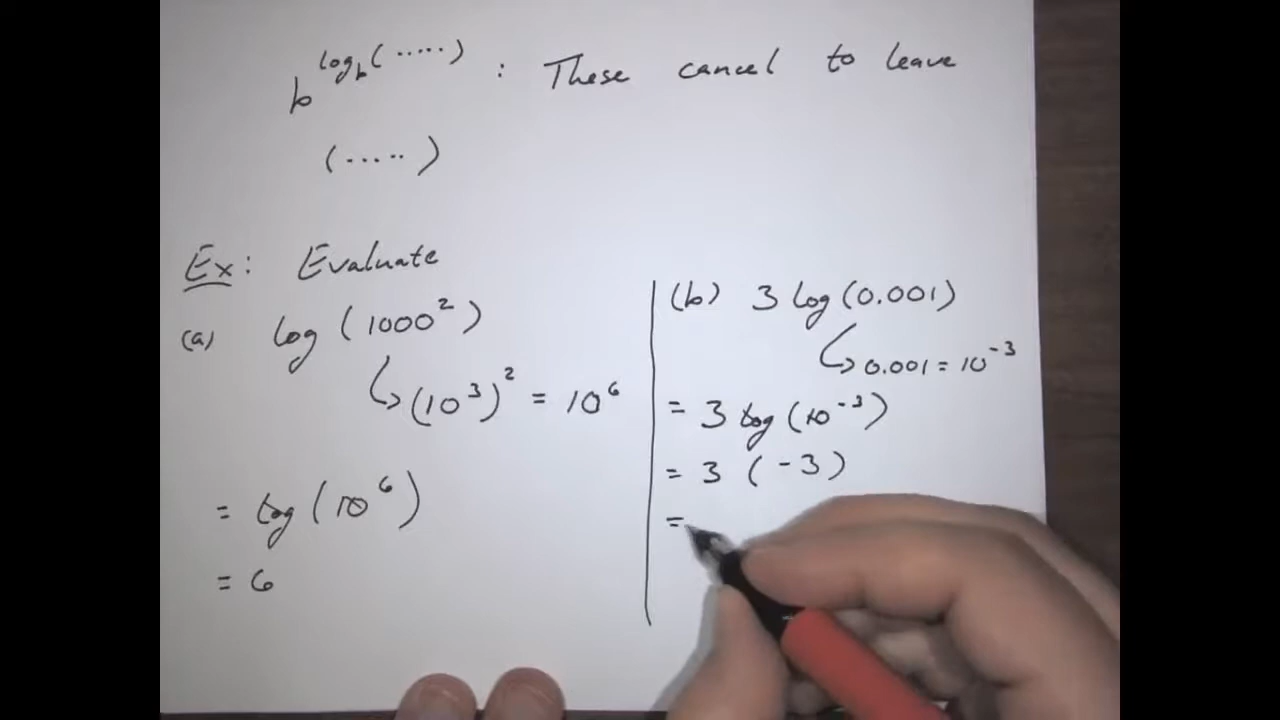 b^log_b(.....) : These cancel to leave
(.....)
Ex: Evaluate
(a) log (1000²)
↳ (10³)² = 10⁶
= log (10⁶)
= 6
(b) 3 log (0.001)
↳ 0.001 = 10⁻³
= 3 log (10⁻³)
= 3 (-3)
=